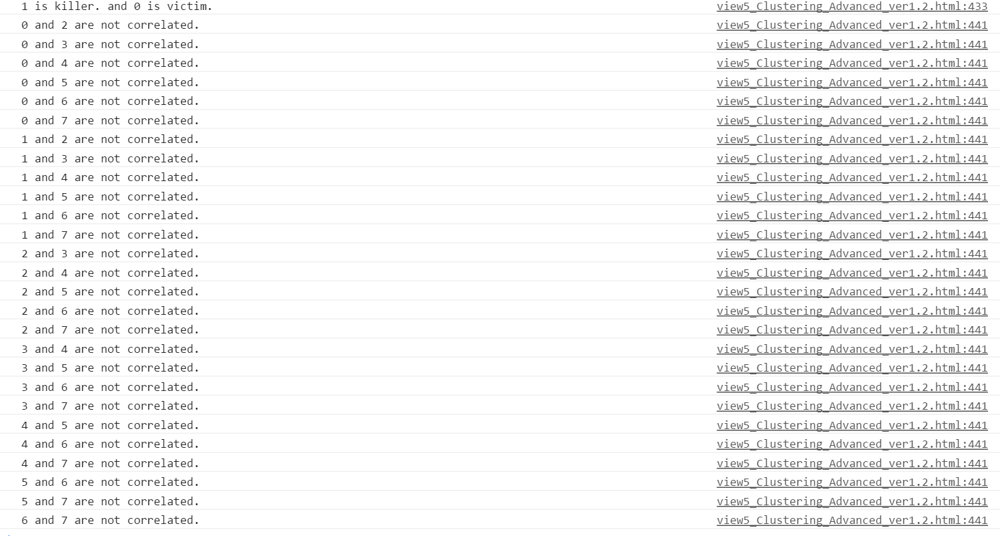 1 is killer. and 0 is victim. view5_Clustering_Advanced_ver1.2.html:433
0 and 2 are not correlated. view5_Clustering_Advanced_ver1.2.html:441
0 and 3 are not correlated. view5_Clustering_Advanced_ver1.2.html:441
0 and 4 are not correlated. view5_Clustering_Advanced_ver1.2.html:441
0 and 5 are not correlated. view5_Clustering_Advanced_ver1.2.html:441
0 and 6 are not correlated. view5_Clustering_Advanced_ver1.2.html:441
0 and 7 are not correlated. view5_Clustering_Advanced_ver1.2.html:441
1 and 2 are not correlated. view5_Clustering_Advanced_ver1.2.html:441
1 and 3 are not correlated. view5_Clustering_Advanced_ver1.2.html:441
1 and 4 are not correlated. view5_Clustering_Advanced_ver1.2.html:441
1 and 5 are not correlated. view5_Clustering_Advanced_ver1.2.html:441
1 and 6 are not correlated. view5_Clustering_Advanced_ver1.2.html:441
1 and 7 are not correlated. view5_Clustering_Advanced_ver1.2.html:441
2 and 3 are not correlated. view5_Clustering_Advanced_ver1.2.html:441
2 and 4 are not correlated. view5_Clustering_Advanced_ver1.2.html:441
2 and 5 are not correlated. view5_Clustering_Advanced_ver1.2.html:441
2 and 6 are not correlated. view5_Clustering_Advanced_ver1.2.html:441
2 and 7 are not correlated. view5_Clustering_Advanced_ver1.2.html:441
3 and 4 are not correlated. view5_Clustering_Advanced_ver1.2.html:441
3 and 5 are not correlated. view5_Clustering_Advanced_ver1.2.html:441
3 and 6 are not correlated. view5_Clustering_Advanced_ver1.2.html:441
3 and 7 are not correlated. view5_Clustering_Advanced_ver1.2.html:441
4 and 5 are not correlated. view5_Clustering_Advanced_ver1.2.html:441
4 and 6 are not correlated. view5_Clustering_Advanced_ver1.2.html:441
4 and 7 are not correlated. view5_Clustering_Advanced_ver1.2.html:441
5 and 6 are not correlated. view5_Clustering_Advanced_ver1.2.html:441
5 and 7 are not correlated. view5_Clustering_Advanced_ver1.2.html:441
6 and 7 are not correlated. view5_Clustering_Advanced_ver1.2.html:441